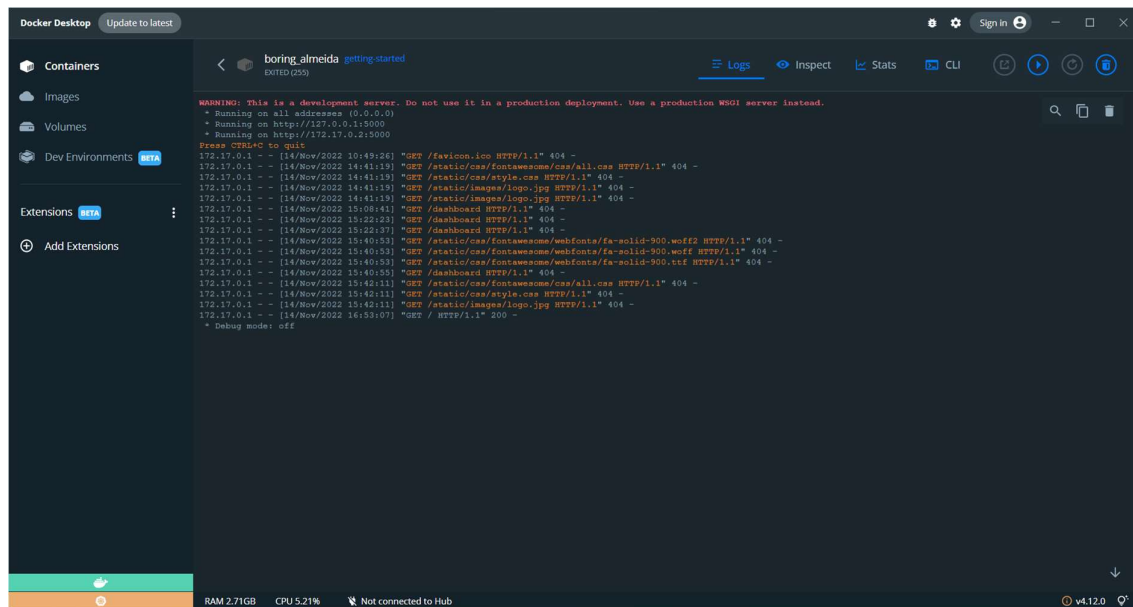 Docker Desktop Update to latest Sign in
Containers
Images
Volumes
Dev Environments BETA
Extensions BETA
Add Extensions
boring_almeida getting-started
EXITED (255)
Logs Inspect Stats CLI
WARNING: This is a development server. Do not use it in a production deployment. Use a production WSGI server instead.
* Running on all addresses (0.0.0.0)
* Running on http://127.0.0.1:5000
* Running on http://172.17.0.2:5000
Press CTRL+C to quit
172.17.0.1 - - [14/Nov/2022 10:49:26] "GET /favicon.ico HTTP/1.1" 404 -
172.17.0.1 - - [14/Nov/2022 14:41:19] "GET /static/css/fontawesome/css/all.css HTTP/1.1" 404 -
172.17.0.1 - - [14/Nov/2022 14:41:19] "GET /static/css/style.css HTTP/1.1" 404 -
172.17.0.1 - - [14/Nov/2022 14:41:19] "GET /static/images/logo.jpg HTTP/1.1" 404 -
172.17.0.1 - - [14/Nov/2022 14:41:19] "GET /static/images/logo.jpg HTTP/1.1" 404 -
172.17.0.1 - - [14/Nov/2022 15:08:41] "GET /dashboard HTTP/1.1" 404 -
172.17.0.1 - - [14/Nov/2022 15:22:23] "GET /dashboard HTTP/1.1" 404 -
172.17.0.1 - - [14/Nov/2022 15:22:37] "GET /dashboard HTTP/1.1" 404 -
172.17.0.1 - - [14/Nov/2022 15:40:53] "GET /static/css/fontawesome/webfonts/fa-solid-900.woff2 HTTP/1.1" 404 -
172.17.0.1 - - [14/Nov/2022 15:40:53] "GET /static/css/fontawesome/webfonts/fa-solid-900.woff HTTP/1.1" 404 -
172.17.0.1 - - [14/Nov/2022 15:40:53] "GET /static/css/fontawesome/webfonts/fa-solid-900.ttf HTTP/1.1" 404 -
172.17.0.1 - - [14/Nov/2022 15:40:55] "GET /dashboard HTTP/1.1" 404 -
172.17.0.1 - - [14/Nov/2022 15:42:11] "GET /static/css/fontawesome/css/all.css HTTP/1.1" 404 -
172.17.0.1 - - [14/Nov/2022 15:42:11] "GET /static/css/style.css HTTP/1.1" 404 -
172.17.0.1 - - [14/Nov/2022 15:42:11] "GET /static/images/logo.jpg HTTP/1.1" 404 -
172.17.0.1 - - [14/Nov/2022 16:53:07] "GET / HTTP/1.1" 200 -
* Debug mode: off
RAM 2.71GB CPU 5.21% Not connected to Hub v4.12.0